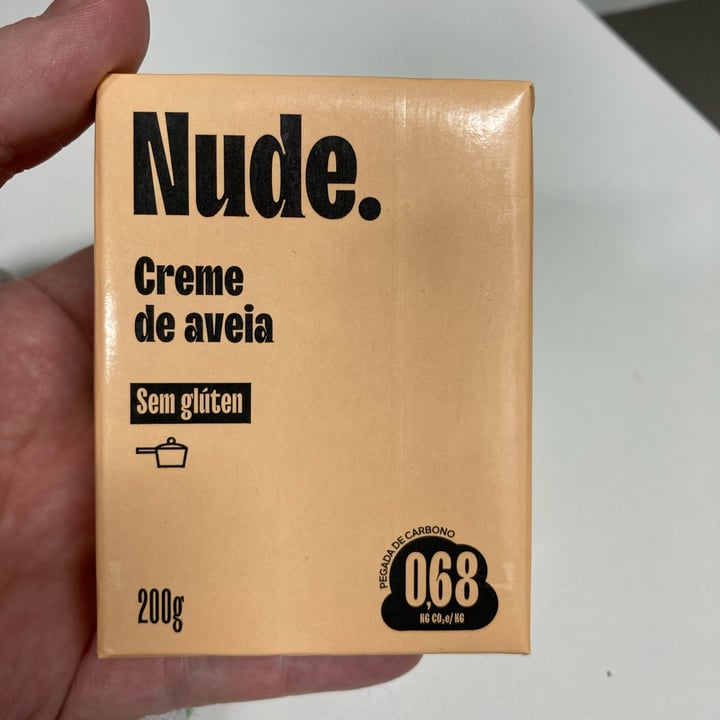 Nude.
Creme
de aveia
Sem glúten
200g
PEGADA DE CARBONO
0,68
KG CO₂e/KG